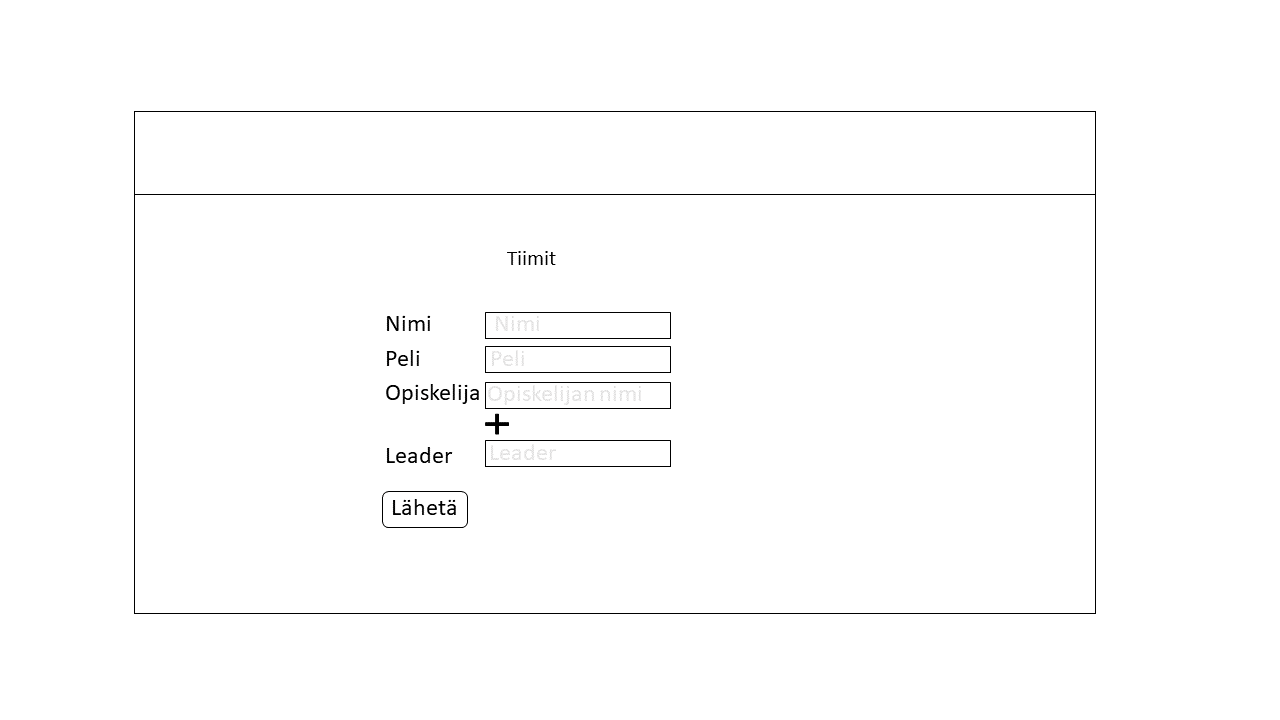 Tiimit
Nimi Nimi
Peli Peli
Opiskelija Opiskelijan nimi
Leader Leader
Lähetä